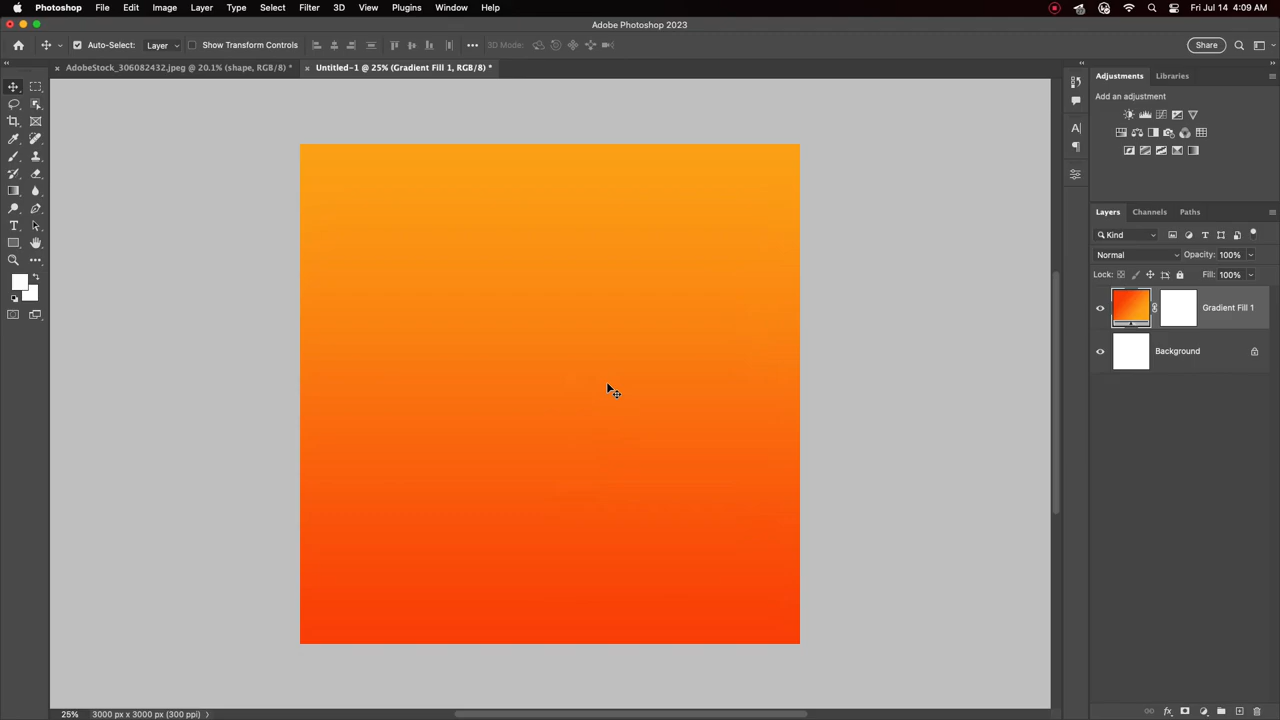 Photoshop File Edit Image Layer Type Select Filter 3D View Plugins Window Help Fri Jul 14 4:09 AM
Adobe Photoshop 2023
Auto-Select: Layer Show Transform Controls 3D Mode: Share
AdobeStock_306082432.jpeg @ 20.1% (shape, RGB/8) * Untitled-1 @ 25% (Gradient Fill 1, RGB/8) *
Adjustments Libraries
Add an adjustment
Layers Channels Paths
Kind
Normal Opacity: 100%
Lock: Fill: 100%
Gradient Fill 1
Background
25% 3000 px x 3000 px (300 ppi)